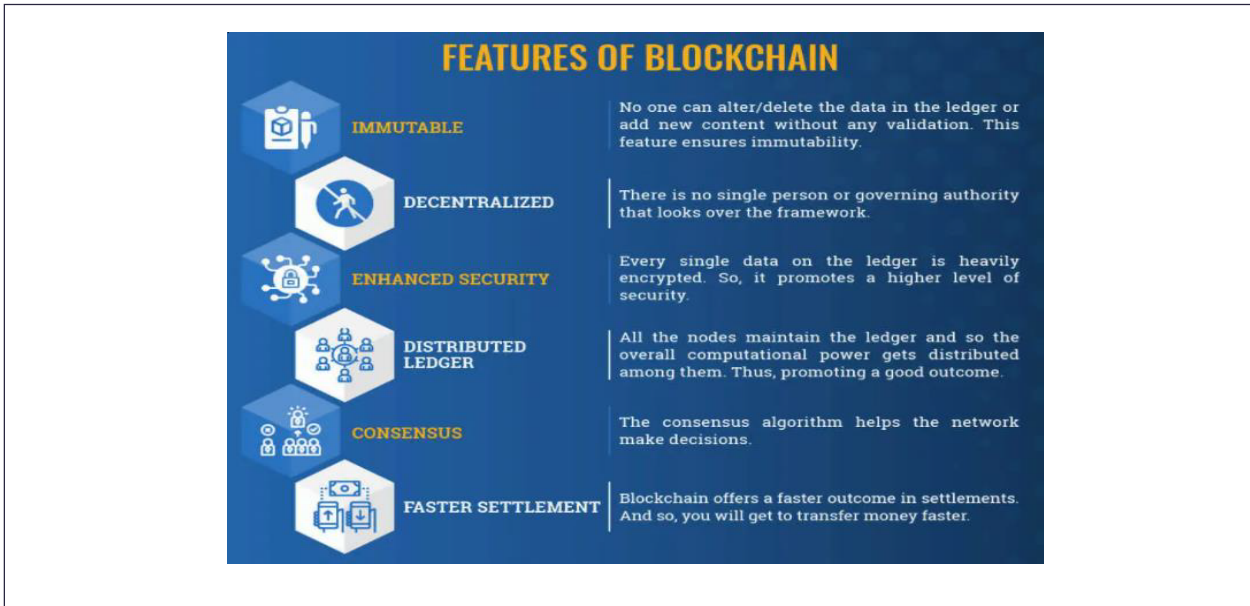 FEATURES OF BLOCKCHAIN
IMMUTABLE
No one can alter/delete the data in the ledger or
add new content without any validation. This
feature ensures immutability.
DECENTRALIZED
There is no single person or governing authority
that looks over the framework.
ENHANCED SECURITY
Every single data on the ledger is heavily
encrypted. So, it promotes a higher level of
security.
DISTRIBUTED
LEDGER
All the nodes maintain the ledger and so the
overall computational power gets distributed
among them. Thus, promoting a good outcome.
CONSENSUS
The consensus algorithm helps the network
make decisions.
FASTER SETTLEMENT
Blockchain offers a faster outcome in settlements.
And so, you will get to transfer money faster.